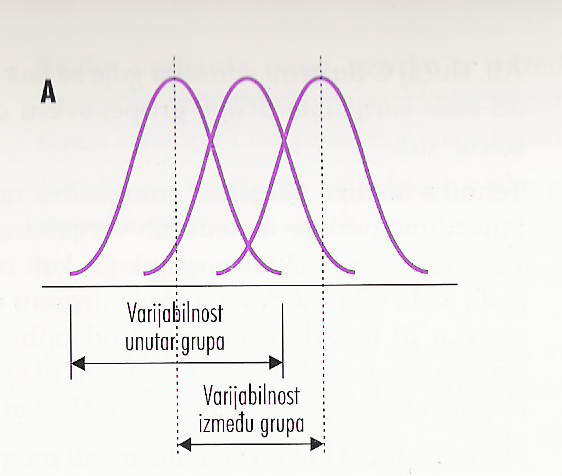 A
Varijabilnost
unutar grupa
Varijabilnost
između grupa